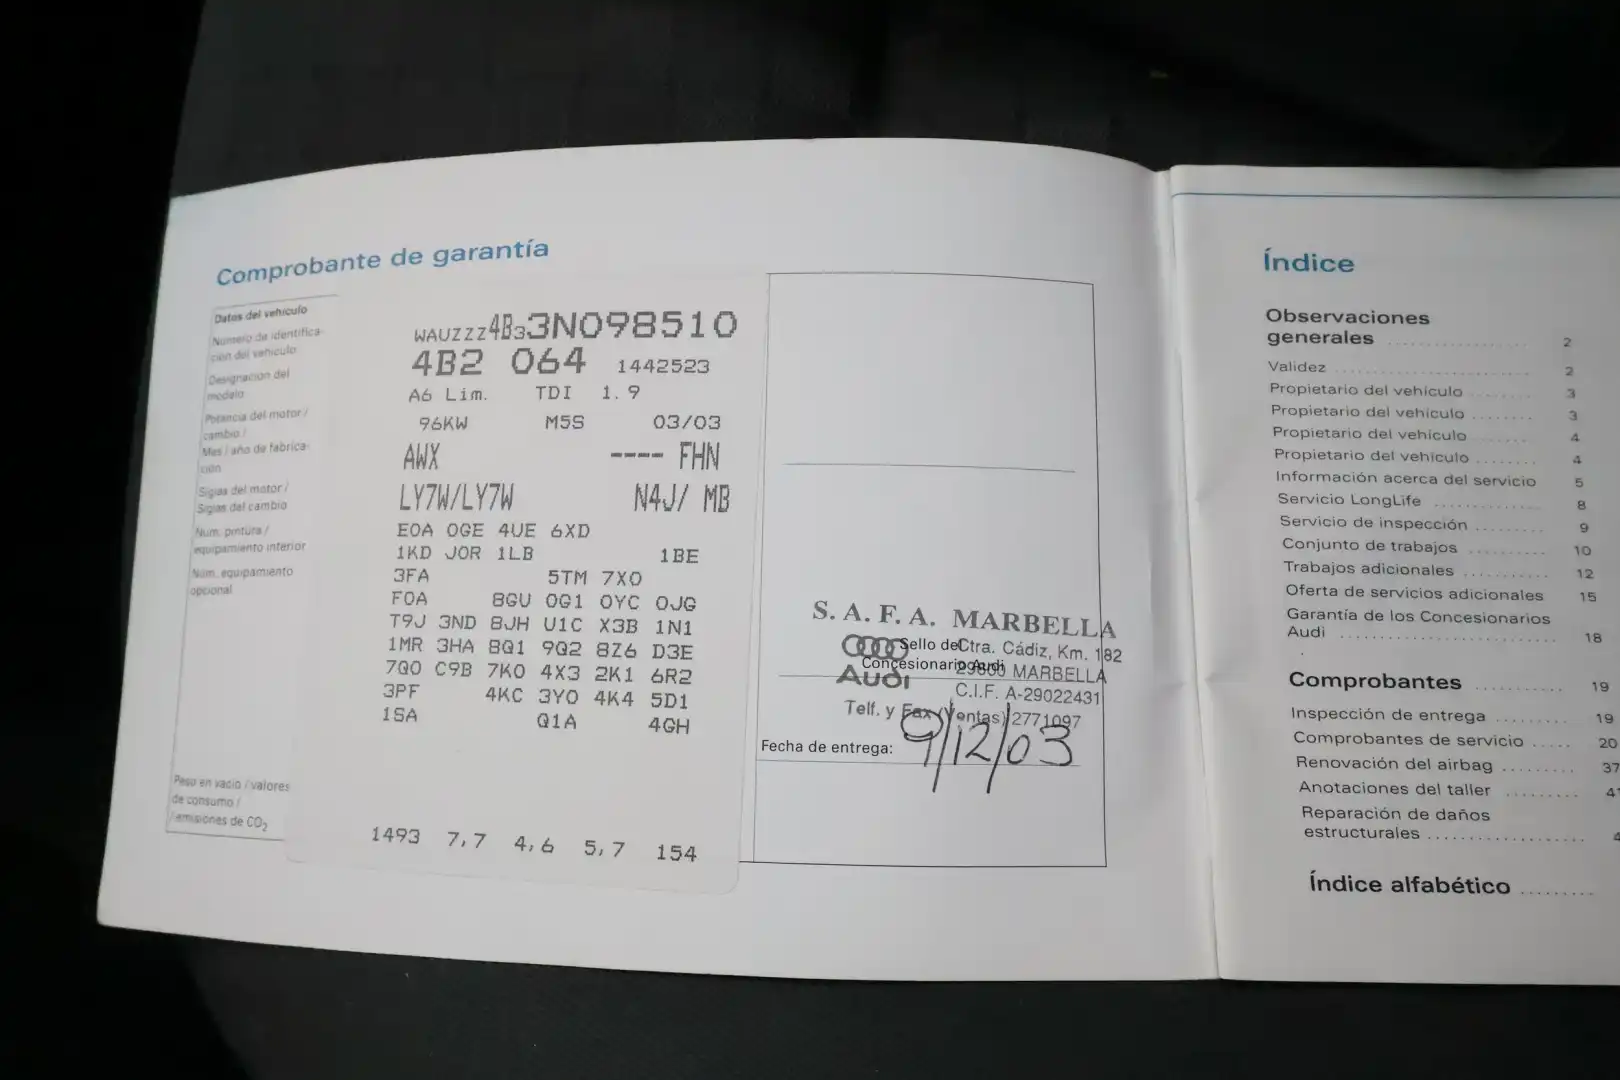 Comprobante de garantía
Datos del vehículo
Número de identifica-
ción del vehículo
Designación del
modelo
Potencia del motor /
cambio /
Mes / año de fabrica-
ción
Siglas del motor /
Siglas del cambio
Núm. pintura /
equipamiento interior
Núm. equipamiento
opcional
Peso en vacío / valores
de consumo /
/ emisiones de CO2
WAUZZZ4B33N098510
4B2 064 1442523
A6 Lim. TDI 1.9
96KW M5S 03/03
AWX ---- FHN
LY7W/LY7W N4J/ MB
E0A 0GE 4UE 6XD
1KD J0R 1LB 1BE
3FA 5TM 7X0
F0A 8GU 0G1 0YC 0JG
T9J 3ND 8JH U1C X3B 1N1
1MR 3HA 8Q1 9Q2 8Z6 D3E
7Q0 C9B 7K0 4X3 2K1 6R2
3PF 4KC 3Y0 4K4 5D1
1SA Q1A 4GH
1493 7,7 4,6 5,7 154
S. A. F. A. MARBELLA
Sello del
Concesionario Audi
Audi
Ctra. Cádiz, Km. 182
29600 MARBELLA
C.I.F. A-29022431
Telf. y Fax (Ventas) 2771097
Fecha de entrega: 9/12/03
Índice
Observaciones
generales .................... 2
Validez ........................... 2
Propietario del vehículo ........ 3
Propietario del vehículo ........ 3
Propietario del vehículo ........ 4
Propietario del vehículo ........ 4
Información acerca del servicio 5
Servicio LongLife .............. 8
Servicio de inspección .......... 9
Conjunto de trabajos .......... 10
Trabajos adicionales ........... 12
Oferta de servicios adicionales 15
Garantía de los Concesionarios
Audi ............................ 18
Comprobantes ........... 19
Inspección de entrega ......... 19
Comprobantes de servicio ..... 20
Renovación del airbag ......... 37
Anotaciones del taller .........
Reparación de daños
estructurales ....................
Índice alfabético .........